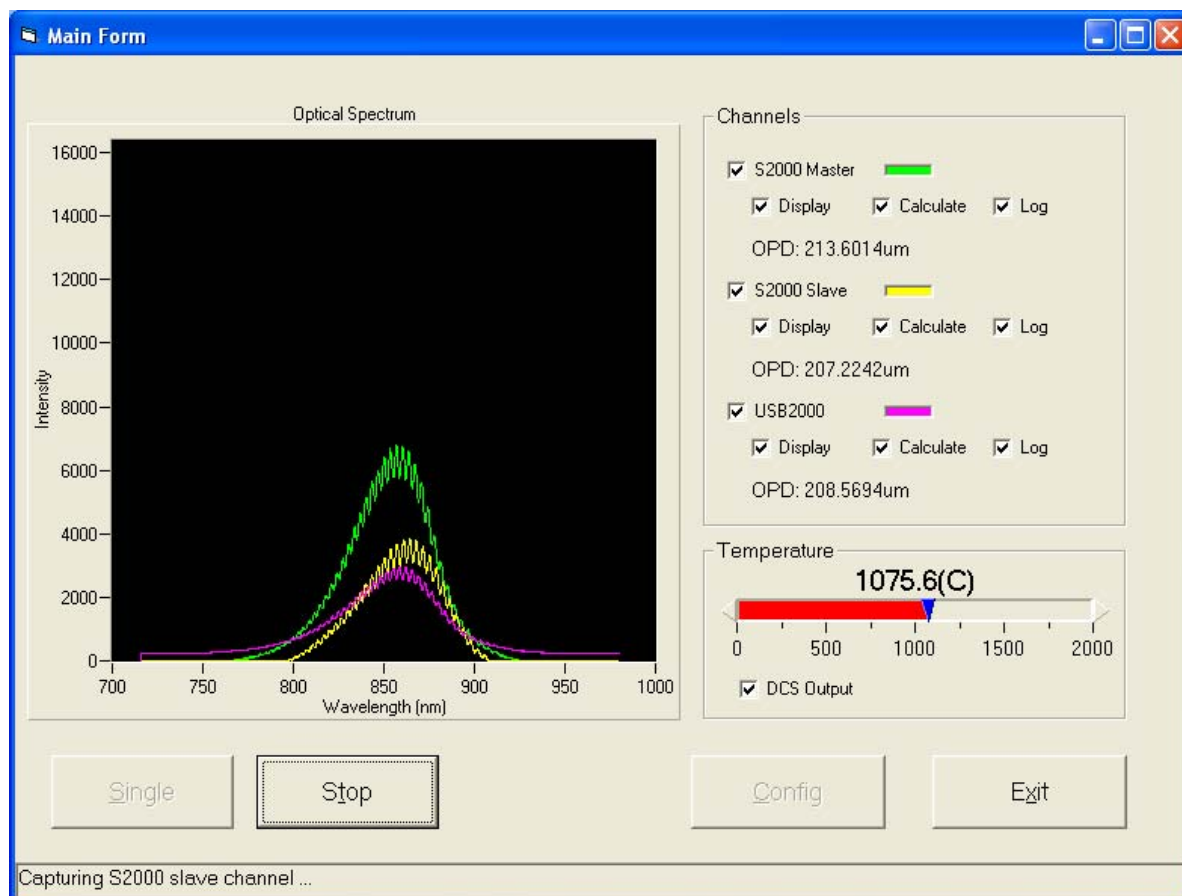 Main Form
Optical Spectrum
16000
14000
12000
10000
8000
6000
4000
2000
0
Intensity
700 750 800 850 900 950 1000
Wavelength (nm)
Channels
S2000 Master
Display Calculate Log
OPD: 213.6014um
S2000 Slave
Display Calculate Log
OPD: 207.2242um
USB2000
Display Calculate Log
OPD: 208.5694um
Temperature
1075.6(C)
0 500 1000 1500 2000
DCS Output
Single Stop Config Exit
Capturing S2000 slave channel ...